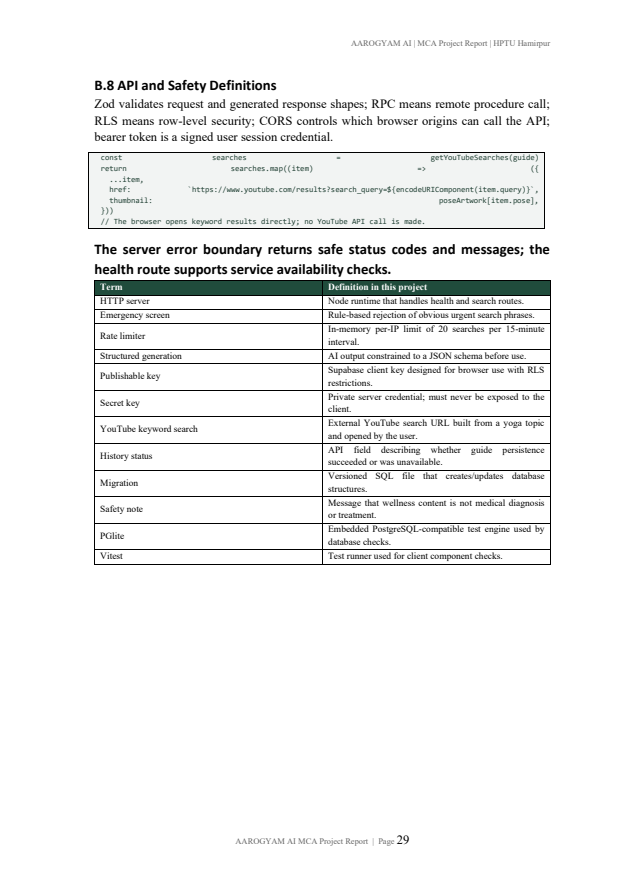 AAROGYAM AI | MCA Project Report | HPTU Hamirpur
B.8 API and Safety Definitions
Zod validates request and generated response shapes; RPC means remote procedure call;
RLS means row-level security; CORS controls which browser origins can call the API;
bearer token is a signed user session credential.
const searches = getYouTubeSearches(guide)
return searches.map((item) => ({
...item,
href: `https://www.youtube.com/results?search_query=${encodeURIComponent(item.query)}`,
thumbnail: poseArtwork[item.pose],
}))
// The browser opens keyword results directly; no YouTube API call is made.
The server error boundary returns safe status codes and messages; the
health route supports service availability checks.
Term Definition in this project
HTTP server Node runtime that handles health and search routes.
Emergency screen Rule-based rejection of obvious urgent search phrases.
Rate limiter In-memory per-IP limit of 20 searches per 15-minute
interval.
Structured generation AI output constrained to a JSON schema before use.
Publishable key Supabase client key designed for browser use with RLS
restrictions.
Secret key Private server credential; must never be exposed to the
client.
YouTube keyword search External YouTube search URL built from a yoga topic
and opened by the user.
History status API field describing whether guide persistence
succeeded or was unavailable.
Migration Versioned SQL file that creates/updates database
structures.
Safety note Message that wellness content is not medical diagnosis
or treatment.
PGlite Embedded PostgreSQL-compatible test engine used by
database checks.
Vitest Test runner used for client component checks.
AAROGYAM AI MCA Project Report | Page 29